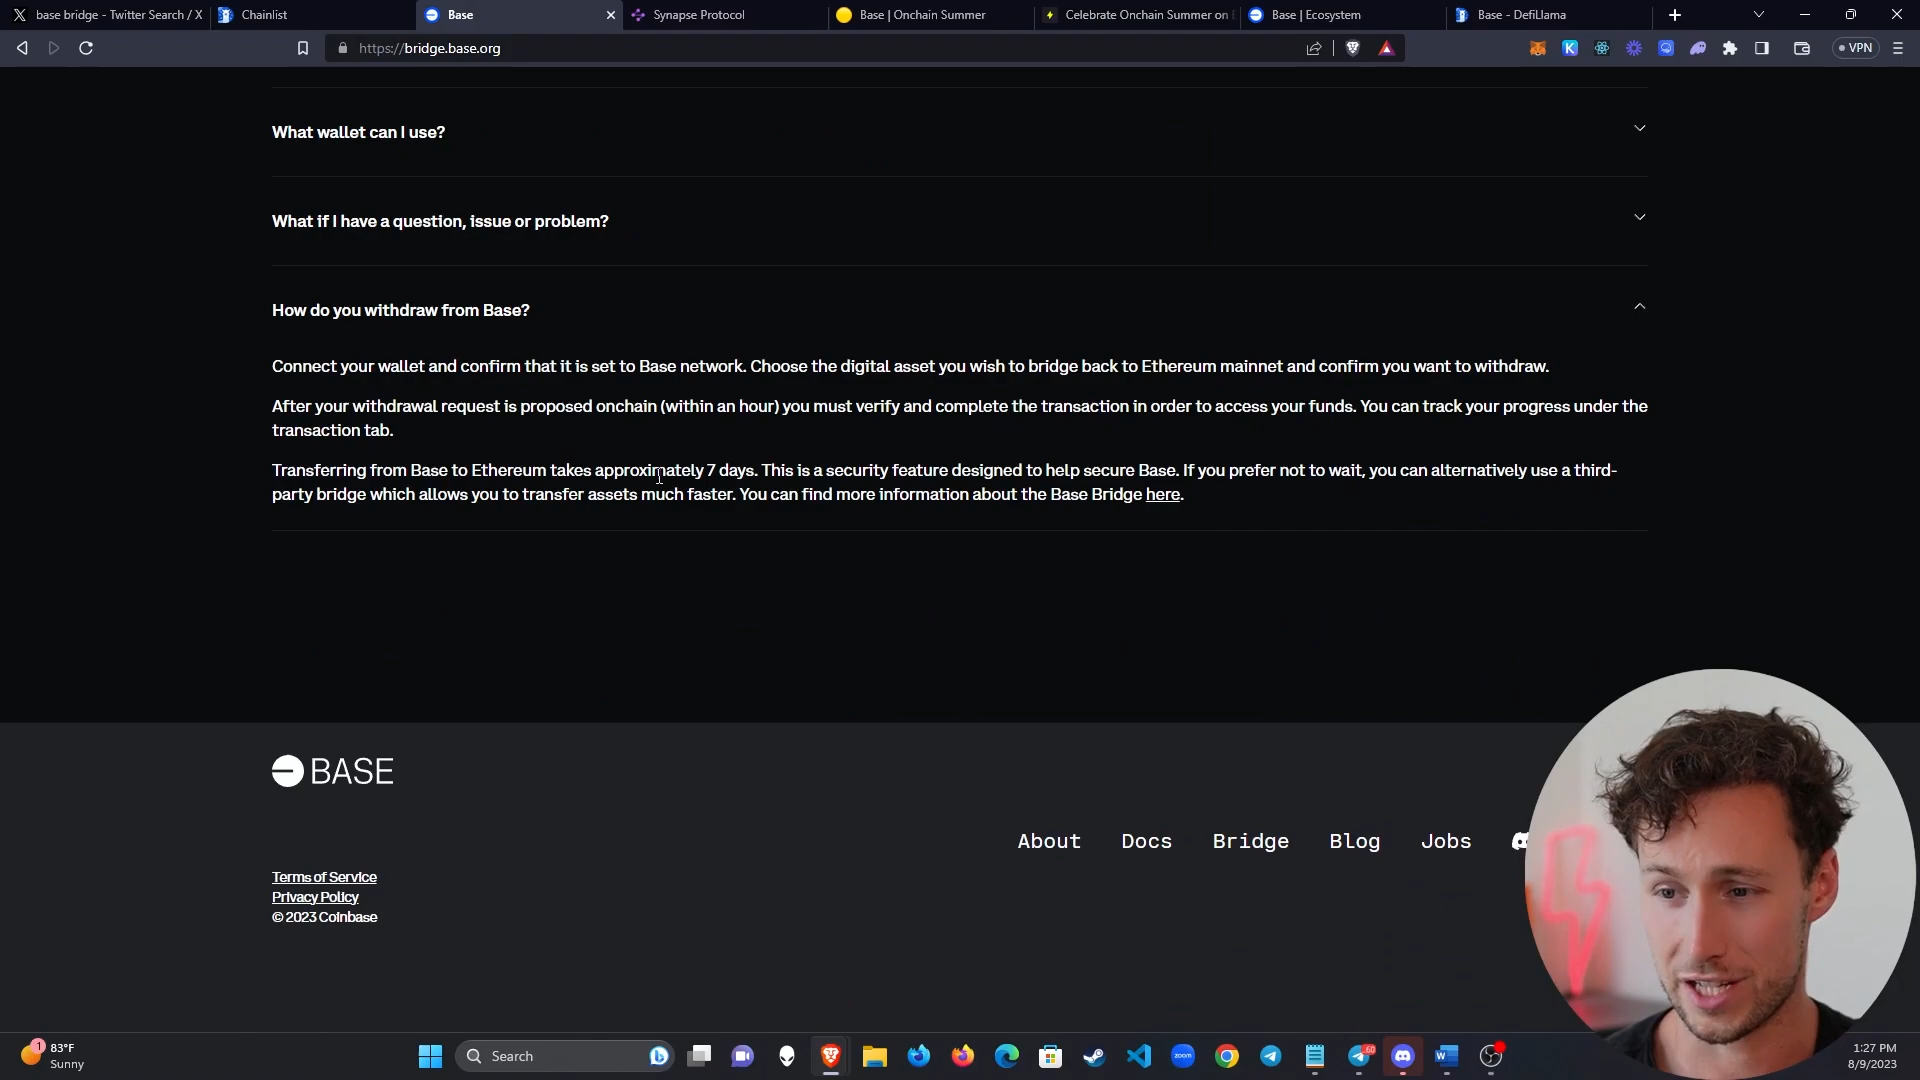 base bridge - Twitter Search / X
Chainlist
Base
Synapse Protocol
Base | Onchain Summer
Celebrate Onchain Summer on
Base | Ecosystem
Base - DefiLlama
https://bridge.base.org
VPN
What wallet can I use?
What if I have a question, issue or problem?
How do you withdraw from Base?
Connect your wallet and confirm that it is set to Base network. Choose the digital asset you wish to bridge back to Ethereum mainnet and confirm you want to withdraw.
After your withdrawal request is proposed onchain (within an hour) you must verify and complete the transaction in order to access your funds. You can track your progress under the
transaction tab.
Transferring from Base to Ethereum takes approximately 7 days. This is a security feature designed to help secure Base. If you prefer not to wait, you can alternatively use a third-
party bridge which allows you to transfer assets much faster. You can find more information about the Base Bridge here.
BASE
About
Docs
Bridge
Blog
Jobs
Terms of Service
Privacy Policy
© 2023 Coinbase
1
83°F
Sunny
Search
zoom
60
1:27 PM
8/9/2023